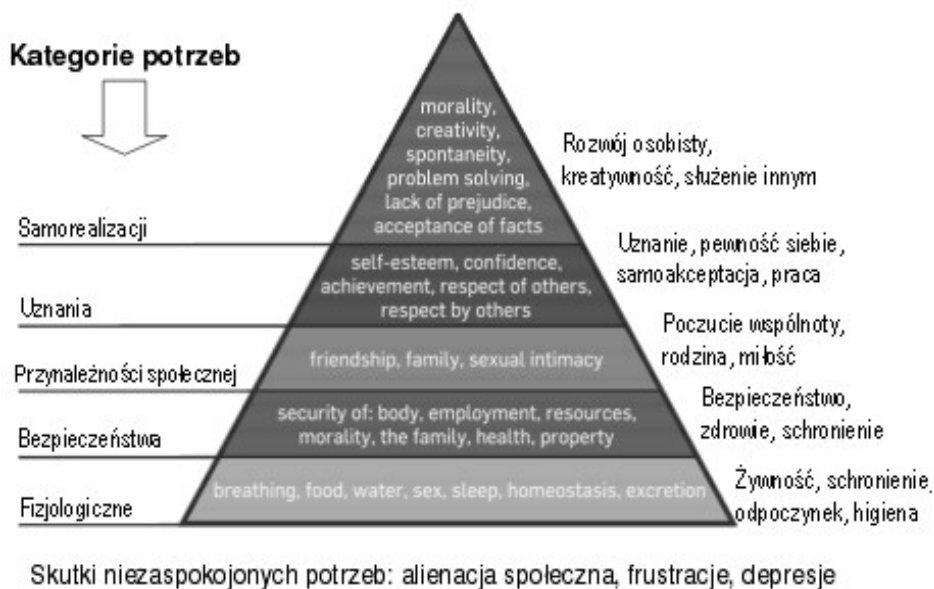 Kategorie potrzeb
morality,
creativity,
spontaneity,
problem solving,
lack of prejudice,
acceptance of facts
Rozwój osobisty,
kreatywność, służenie innym
Samorealizacji
self-esteem, confidence,
achievement, respect of others,
respect by others
Uznanie, pewność siebie,
samoakceptacja, praca
Uznania
friendship, family, sexual intimacy
Poczucie wspólnoty,
rodzina, miłość
Przynależności społecznej
security of: body, employment, resources,
morality, the family, health, property
Bezpieczeństwo,
zdrowie, schronienie
Bezpieczeństwa
breathing, food, water, sex, sleep, homeostasis, excretion
Żywność, schronienie,
odpoczynek, higiena
Fizjologiczne
Skutki niezaspokojonych potrzeb: alienacja społeczna, frustracje, depresje